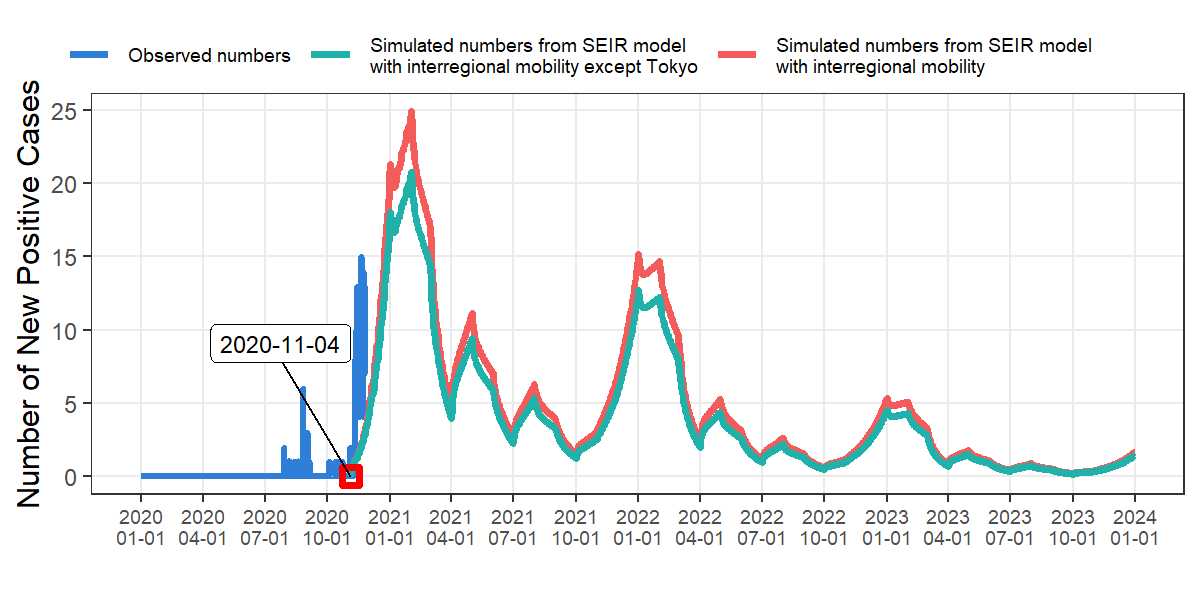 Observed numbers
Simulated numbers from SEIR model
with interregional mobility except Tokyo
Simulated numbers from SEIR model
with interregional mobility
Number of New Positive Cases
25
20
15
10
5
0
2020-11-04
2020 2020 2020 2020 2021 2021 2021 2021 2022 2022 2022 2022 2023 2023 2023 2023 2024
01-01 04-01 07-01 10-01 01-01 04-01 07-01 10-01 01-01 04-01 07-01 10-01 01-01 04-01 07-01 10-01 01-01